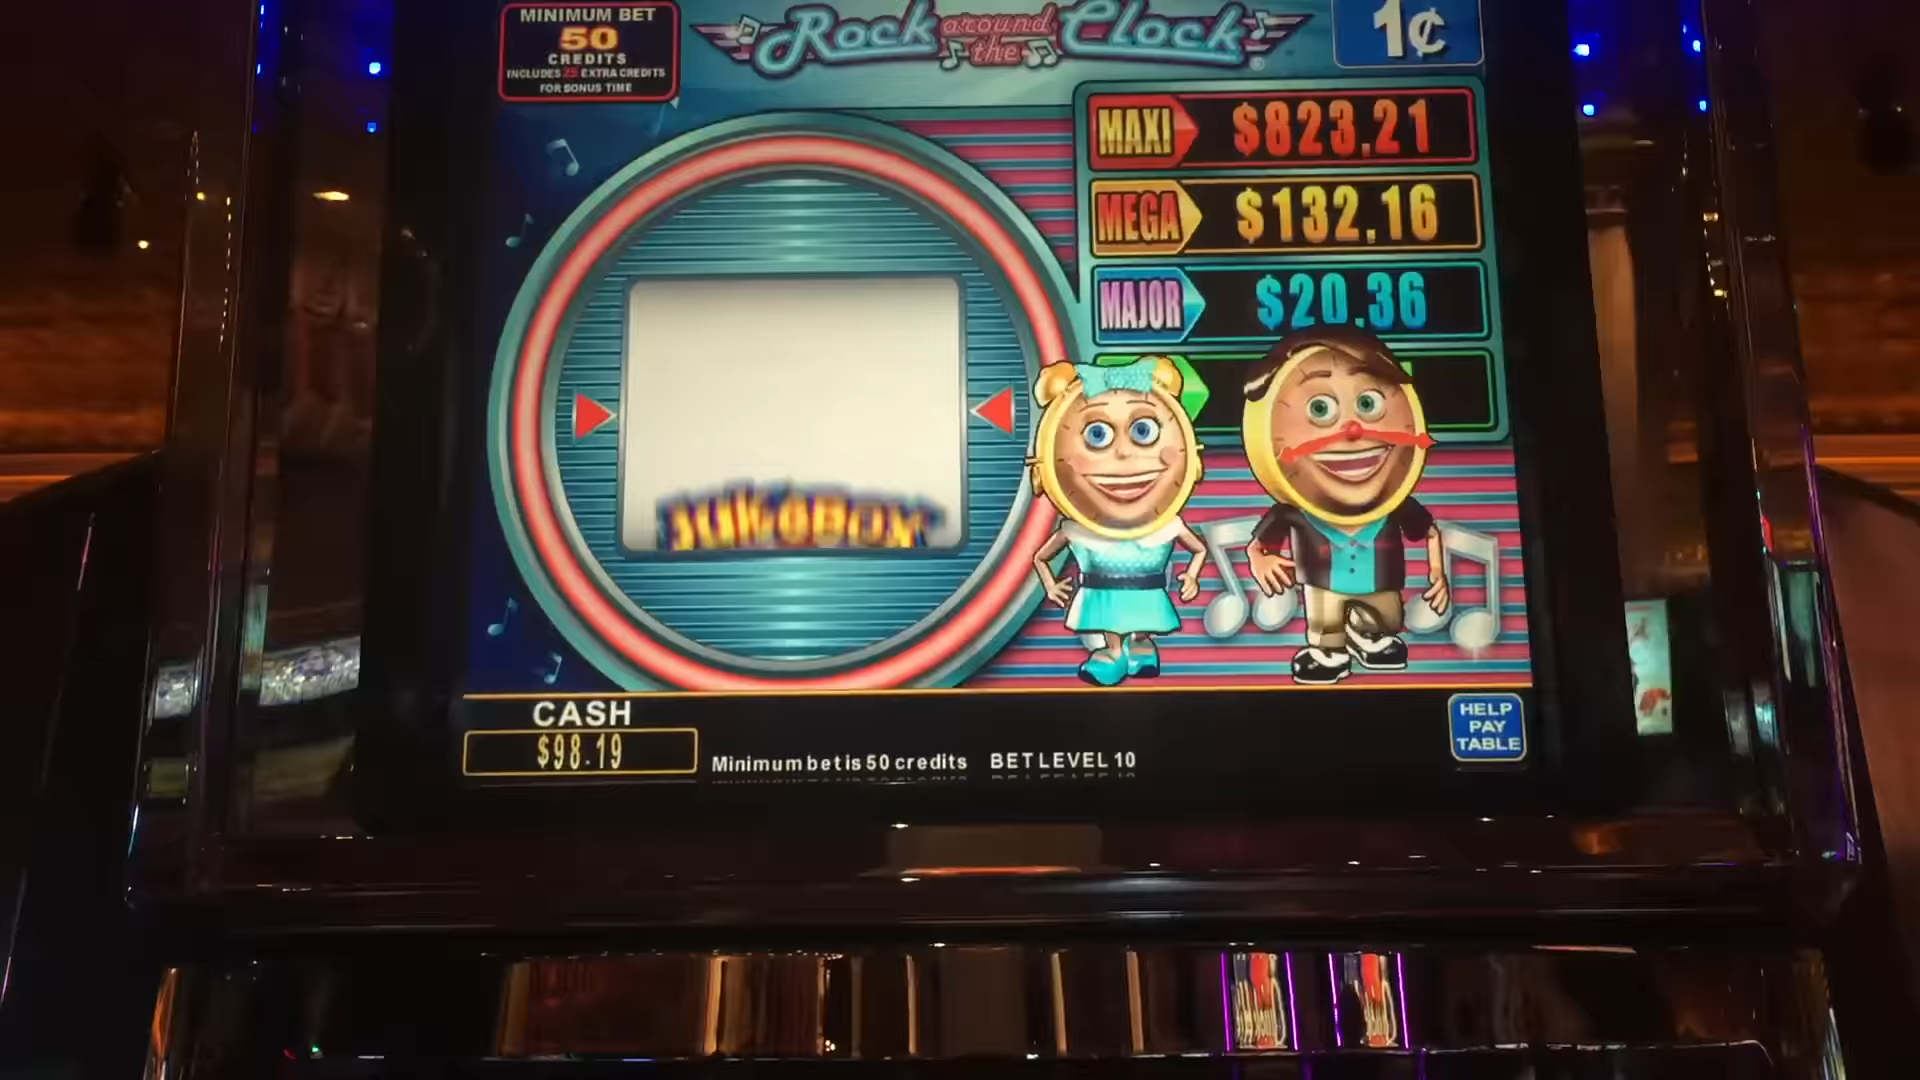 MINIMUM BET
50
CREDITS
INCLUDES 25 EXTRA CREDITS
FOR BONUS TIME
Rock around the Clock
1¢
MAXI $823.21
MEGA $132.16
MAJOR $20.36
JUKEBOX
CASH
$98.19
Minimum bet is 50 credits BET LEVEL 10
HELP
PAY
TABLE